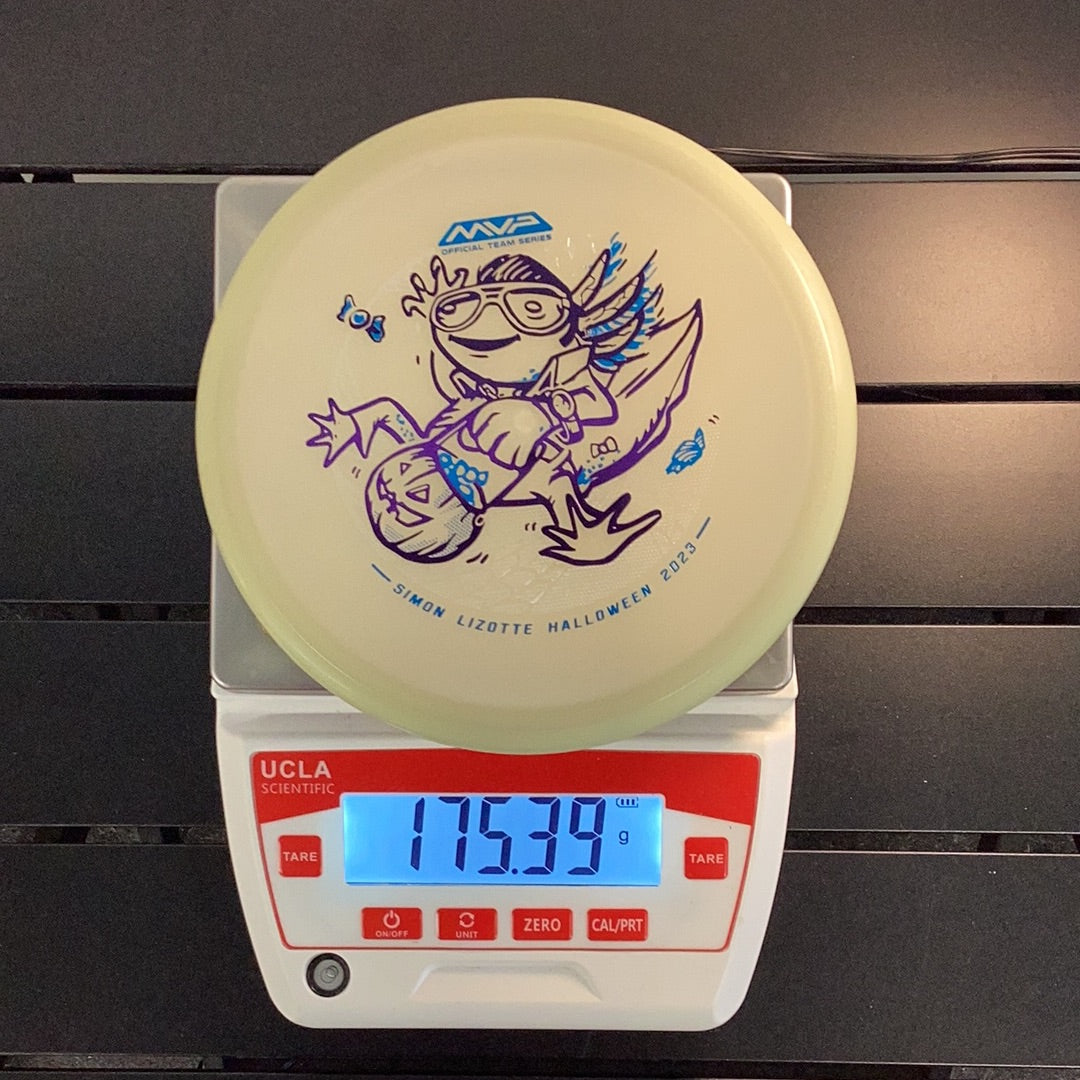 MVP
OFFICIAL TEAM SERIES
SIMON LIZOTTE HALLOWEEN 2023
UCLA
SCIENTIFIC
175.39 g
TARE
TARE
ON/OFF
UNIT
ZERO
CAL/PRT